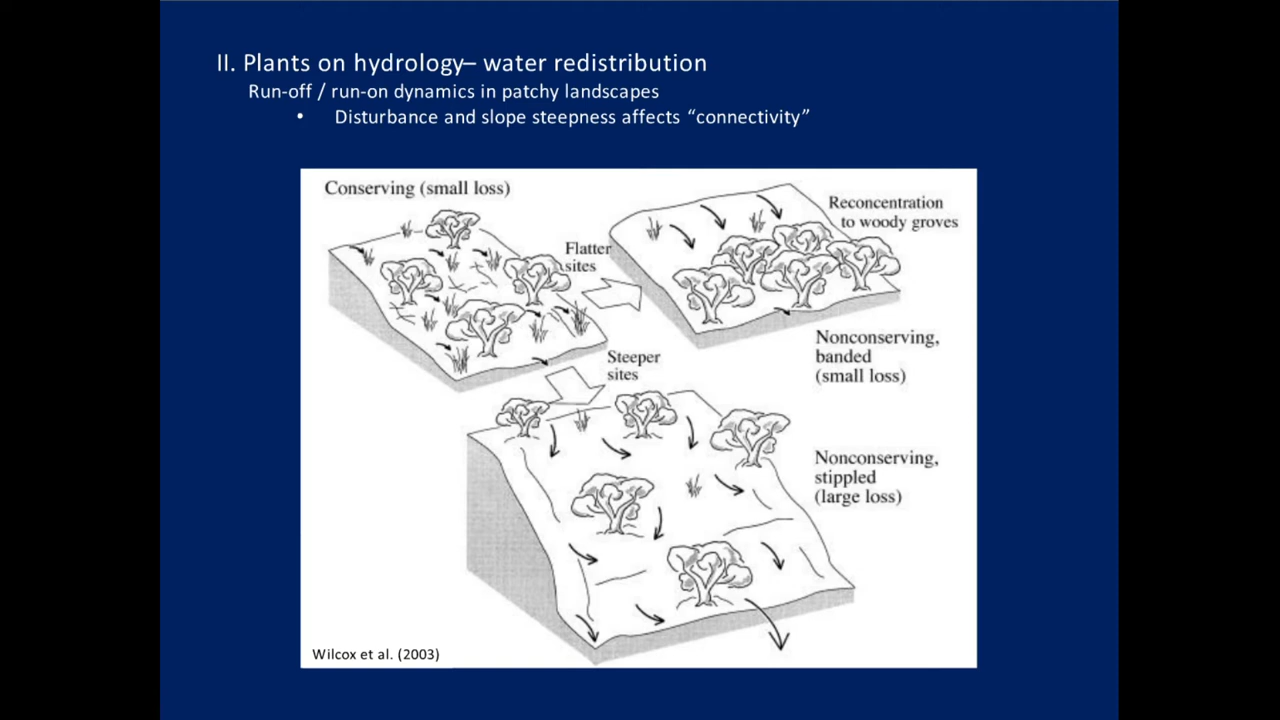 II. Plants on hydrology– water redistribution
Run-off / run-on dynamics in patchy landscapes
• Disturbance and slope steepness affects “connectivity”
Conserving (small loss)
Flatter
sites
Reconcentration
to woody groves
Nonconserving,
banded
(small loss)
Steeper
sites
Nonconserving,
stippled
(large loss)
Wilcox et al. (2003)